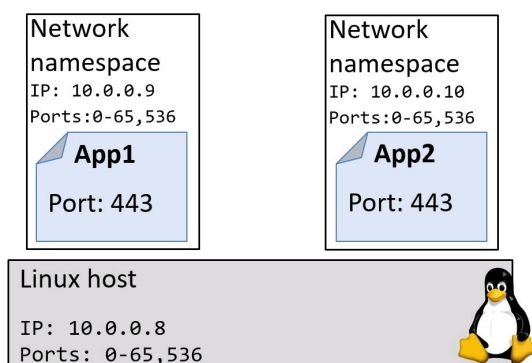 Network
namespace
IP: 10.0.0.9
Ports:0-65,536
App1
Port: 443
Network
namespace
IP: 10.0.0.10
Ports:0-65,536
App2
Port: 443
Linux host
IP: 10.0.0.8
Ports: 0-65,536